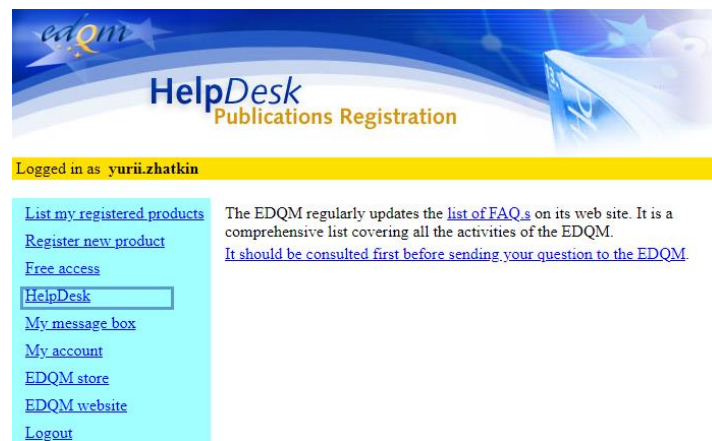 edQm
HelpDesk
Publications Registration
Logged in as yurii.zhatkin
List my registered products
Register new product
Free access
HelpDesk
My message box
My account
EDQM store
EDQM website
Logout
The EDQM regularly updates the list of FAQ.s on its web site. It is a
comprehensive list covering all the activities of the EDQM.
It should be consulted first before sending your question to the EDQM.